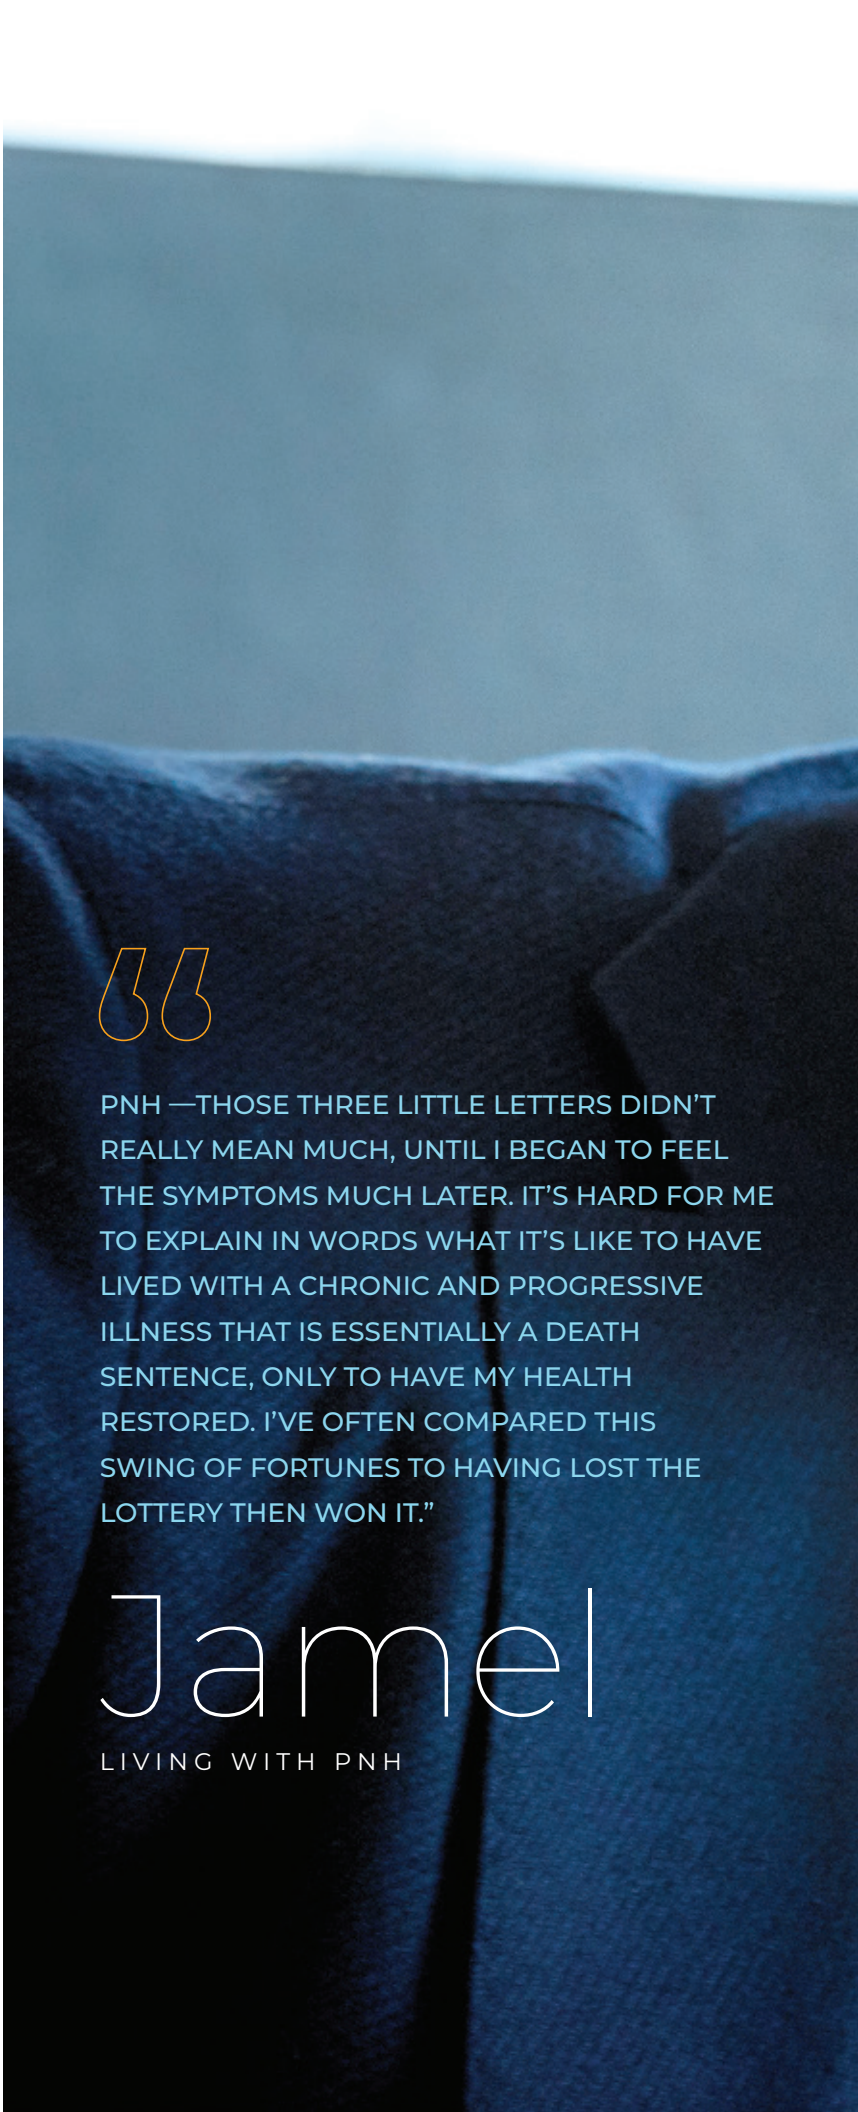 “
PNH —THOSE THREE LITTLE LETTERS DIDN’T
REALLY MEAN MUCH, UNTIL I BEGAN TO FEEL
THE SYMPTOMS MUCH LATER. IT’S HARD FOR ME
TO EXPLAIN IN WORDS WHAT IT’S LIKE TO HAVE
LIVED WITH A CHRONIC AND PROGRESSIVE
ILLNESS THAT IS ESSENTIALLY A DEATH
SENTENCE, ONLY TO HAVE MY HEALTH
RESTORED. I’VE OFTEN COMPARED THIS
SWING OF FORTUNES TO HAVING LOST THE
LOTTERY THEN WON IT.”
Jamel
LIVING WITH PNH